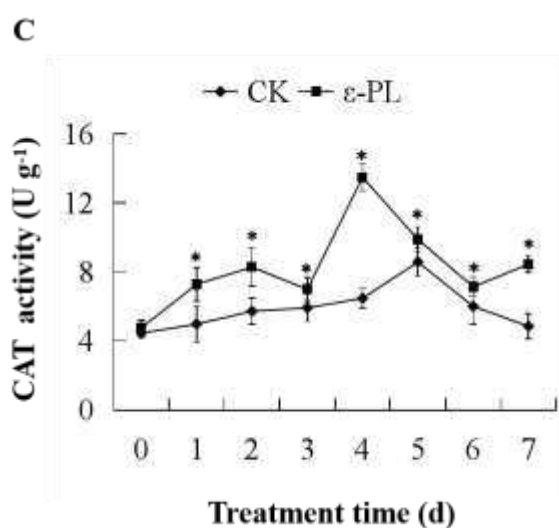 C
CK ε-PL
16
12
8
4
0
CAT activity (U g⁻¹)
* * * * * * *
0 1 2 3 4 5 6 7
Treatment time (d)